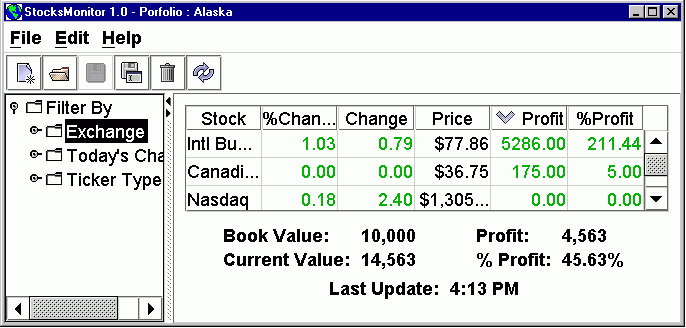 StocksMonitor 1.0 - Porfolio : Alaska
File Edit Help
Filter By
Exchange
Today's Cha
Ticker Type
Stock %Chan... Change Price Profit %Profit
Intl Bu... 1.03 0.79 $77.86 5286.00 211.44
Canadi... 0.00 0.00 $36.75 175.00 5.00
Nasdaq 0.18 2.40 $1,305... 0.00 0.00
Book Value: 10,000 Profit: 4,563
Current Value: 14,563 % Profit: 45.63%
Last Update: 4:13 PM